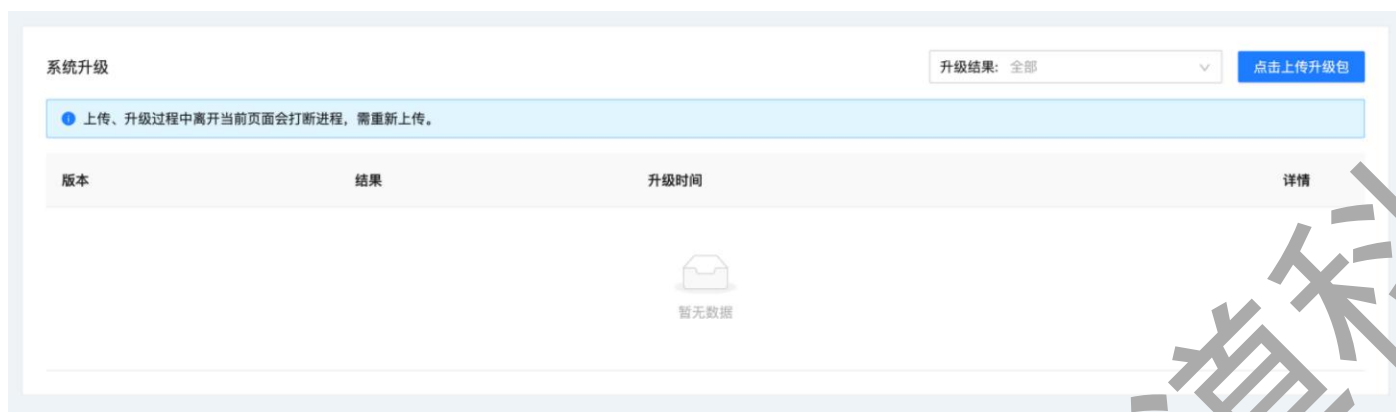 系统升级
升级结果: 全部
点击上传升级包
上传、升级过程中离开当前页面会打断进程，需重新上传。
版本 结果 升级时间 详情
暂无数据
道科